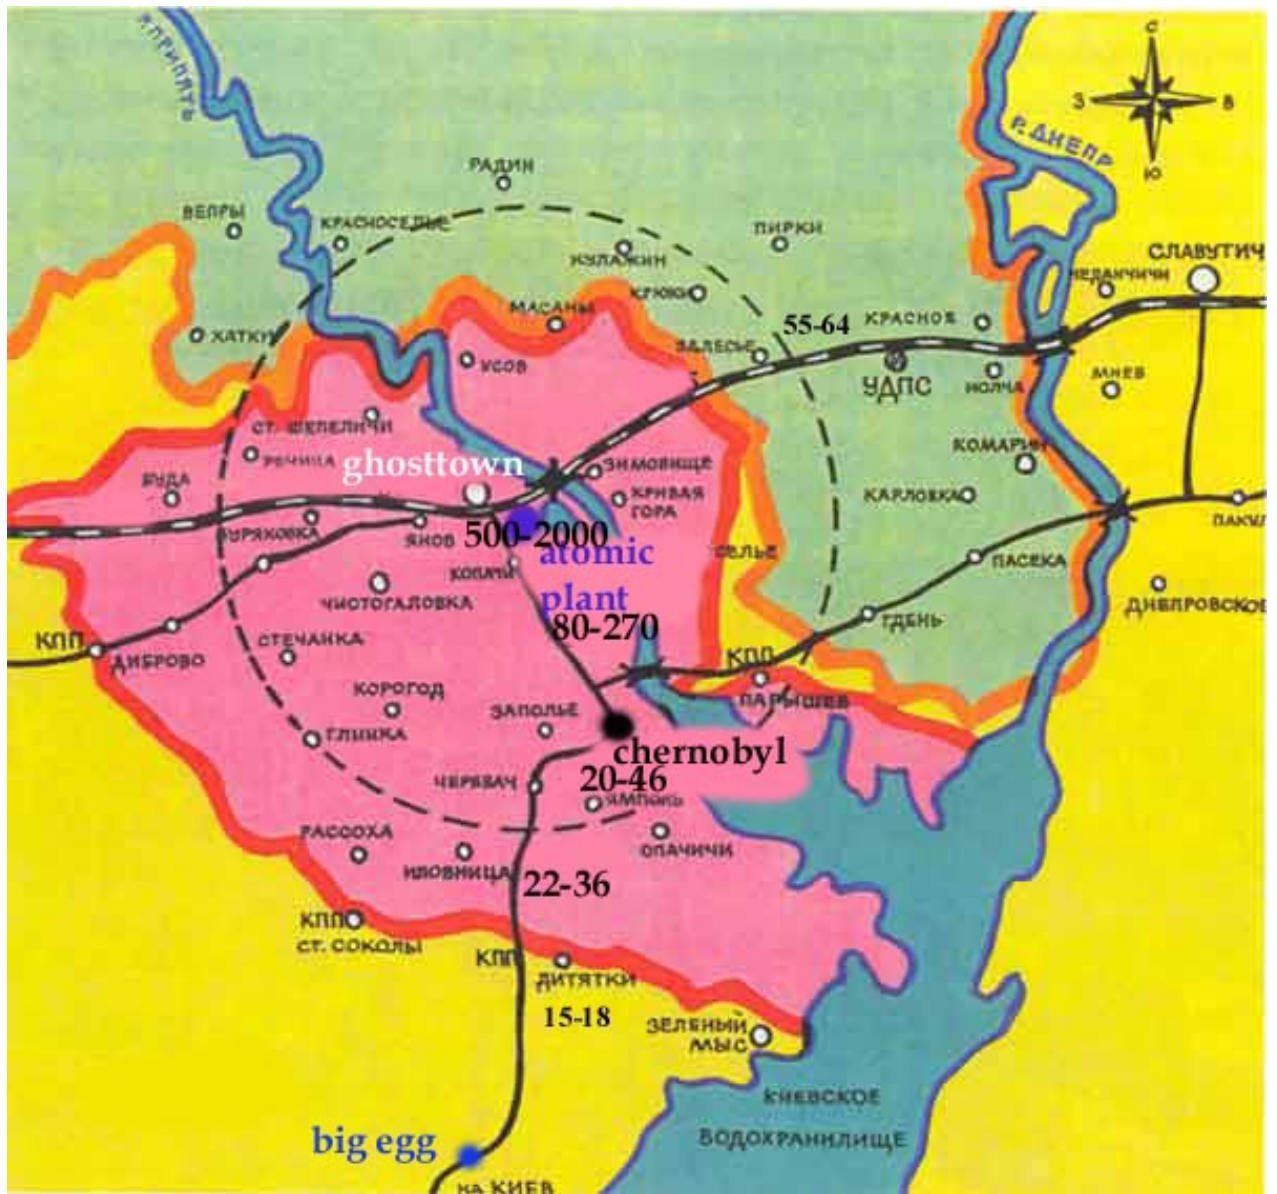 Р. ПРИПЯТЬ
С
З
В
Ю
Р. ДНЕПР
РАДИН
ВЕПРЫ
КРАСНОСЕЛЬЕ
ПИРКИ
КУЛАЖИН
СЛАВУТИЧ
ЧЕДАНЧИЧИ
КРЮКИ
МАСАНЫ
55-64
КРАСНОЕ
ХАТКИ
УСОВ
ЗАЛЕСЬЕ
УДПС
НОЛЧА
МНЕВ
СТ. ШЕПЕЛИЧИ
РЕЧИЦА
ghosttown
ЗИМОВИЩЕ
КОМАРИН
БУДА
КРИВАЯ
ГОРА
КАРЛОВКА
БУРЯКОВКА
ЯНОВ
500-2000
ПАКУЛ
atomic
plant
СЕЛЬЕ
ПАСЕКА
КОПАЧИ
ЧИСТОГАЛОВКА
ДНЕПРОВСКОЕ
80-270
ГДЕНЬ
КПП
ДИБРОВО
СТЕЧАНКА
КПП
ПАРЫШЕВ
КОРОГОД
ЗАПОЛЬЕ
ГЛИНКА
chernobyl
20-46
ЧЕРЕВАЧ
ЯМПОЛЬ
РАССОХА
ОПАЧИЧИ
ИЛОВНИЦА
22-36
КПП
СТ. СОКОЛЫ
КПП
ДИТЯТКИ
15-18
ЗЕЛЕНЫЙ
МЫС
КИЕВСКОЕ
ВОДОХРАНИЛИЩЕ
big egg
НА КИЕВ